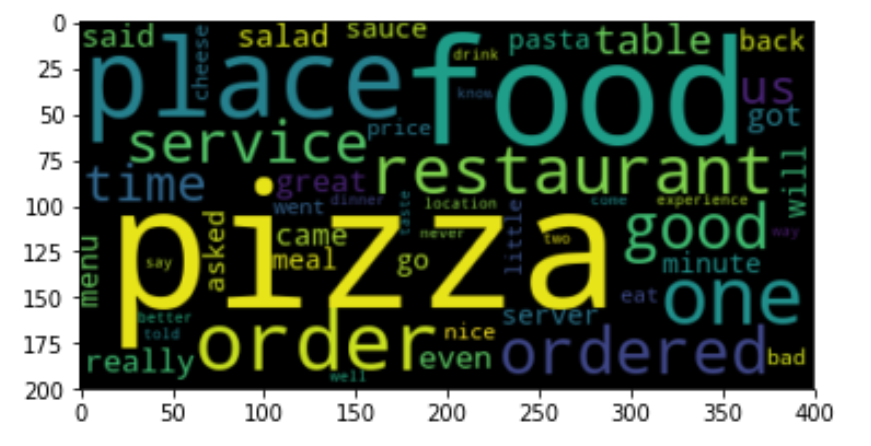 0
25
50
75
100
125
150
175
200
said
cheese
salad
sauce
drink
pasta
table
back
place
food
know
us
got
service
price
time
great
restaurant
will
went
dinner
taste
location
never
little
come
experience
pizza
say
asked
came
meal
go
two
good
way
minute
menu
eat
one
better
told
order
nice
server
really
even
ordered
bad
well
0 50 100 150 200 250 300 350 400